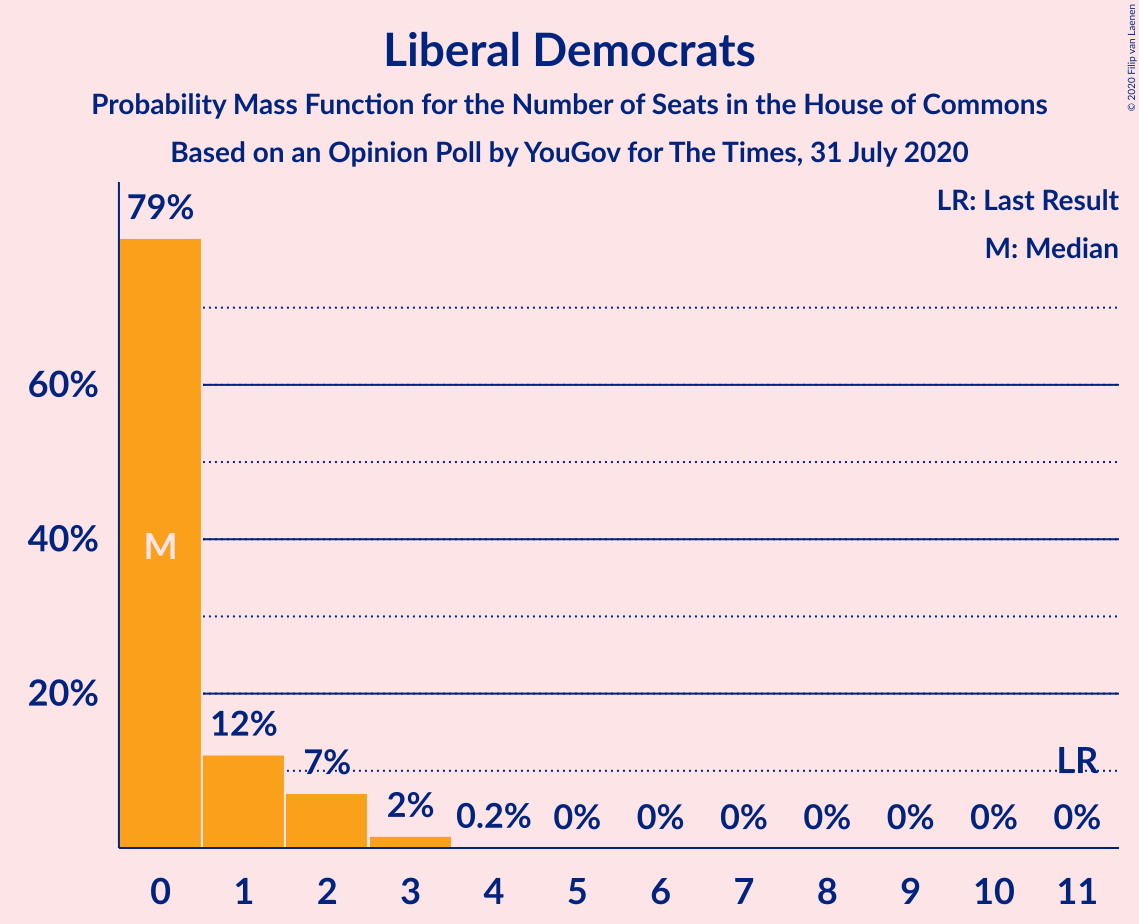 Liberal Democrats
Probability Mass Function for the Number of Seats in the House of Commons
Based on an Opinion Poll by YouGov for The Times, 31 July 2020
© 2020 Filip van Laenen
LR: Last Result
M: Median
79%
60%
40%
M
20%
12%
7%
2%
0.2%
0%
0%
0%
0%
0%
0%
LR
0%
0 1 2 3 4 5 6 7 8 9 10 11